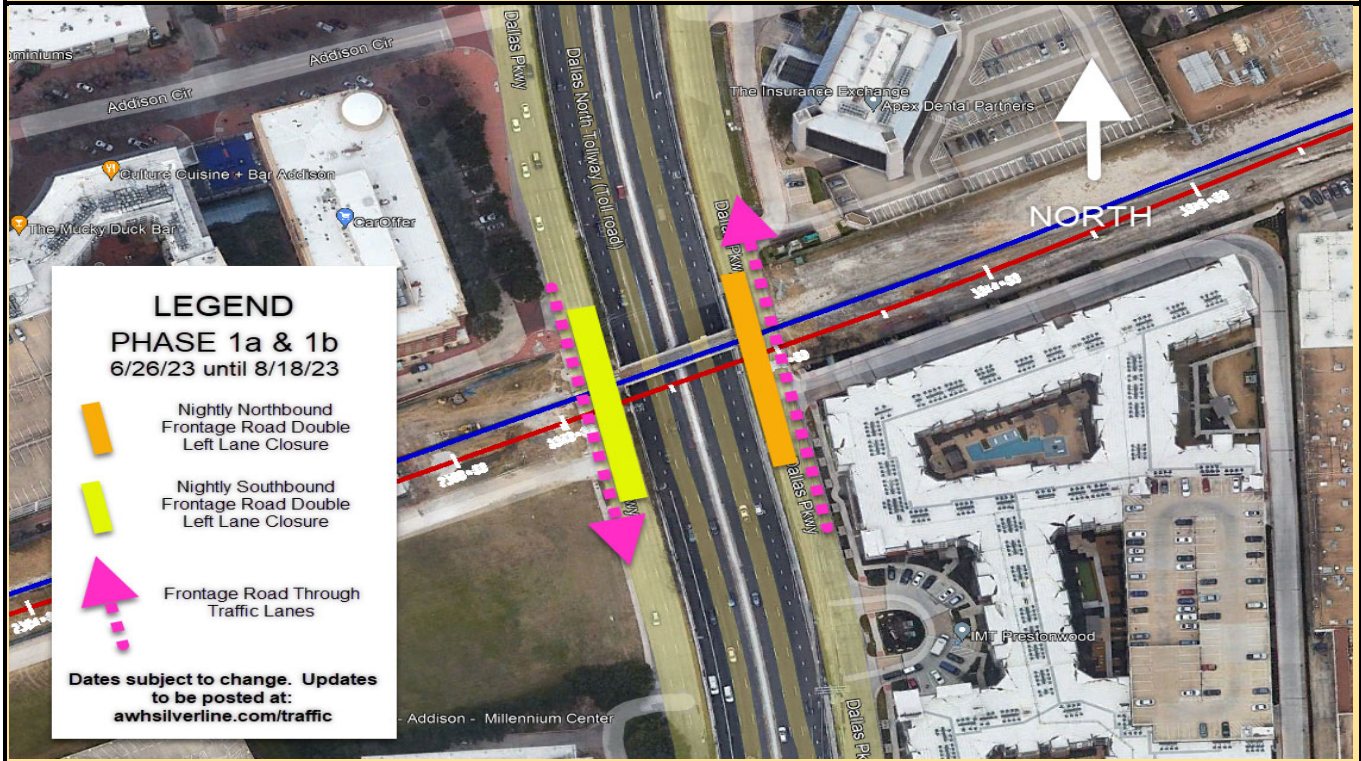 ominiums
Addison Cir
Addison Cir
Dallas Pkwy
Dallas North Tollway (Toll road)
The Insurance Exchange
Apex Dental Partners
Culture Cuisine + Bar Addison
The Mucky Duck Bar
CarOffer
NORTH
Dallas Pkwy
LEGEND
PHASE 1a & 1b
6/26/23 until 8/18/23
Nightly Northbound
Frontage Road Double
Left Lane Closure
Nightly Southbound
Frontage Road Double
Left Lane Closure
Frontage Road Through
Traffic Lanes
Dates subject to change. Updates
to be posted at:
awhsilverline.com/traffic
IMT Prestonwood
- Addison - Millennium Center
Dallas Pk